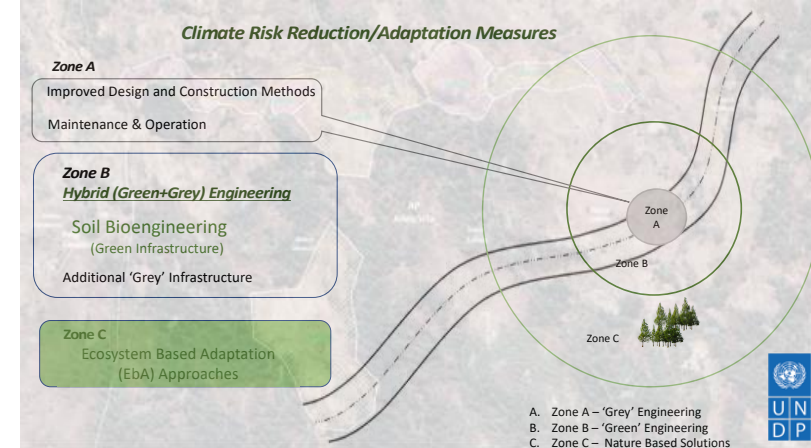 Climate Risk Reduction/Adaptation Measures
Zone A
Improved Design and Construction Methods
Maintenance & Operation
Zone B
Hybrid (Green+Grey) Engineering
Soil Bioengineering
(Green Infrastructure)
Additional ‘Grey’ Infrastructure
Zone C
Ecosystem Based Adaptation
(EbA) Approaches
Zone
A
Zone B
Zone C
A. Zone A – ‘Grey’ Engineering
B. Zone B – ‘Green’ Engineering
C. Zone C – Nature Based Solutions
U N
D P